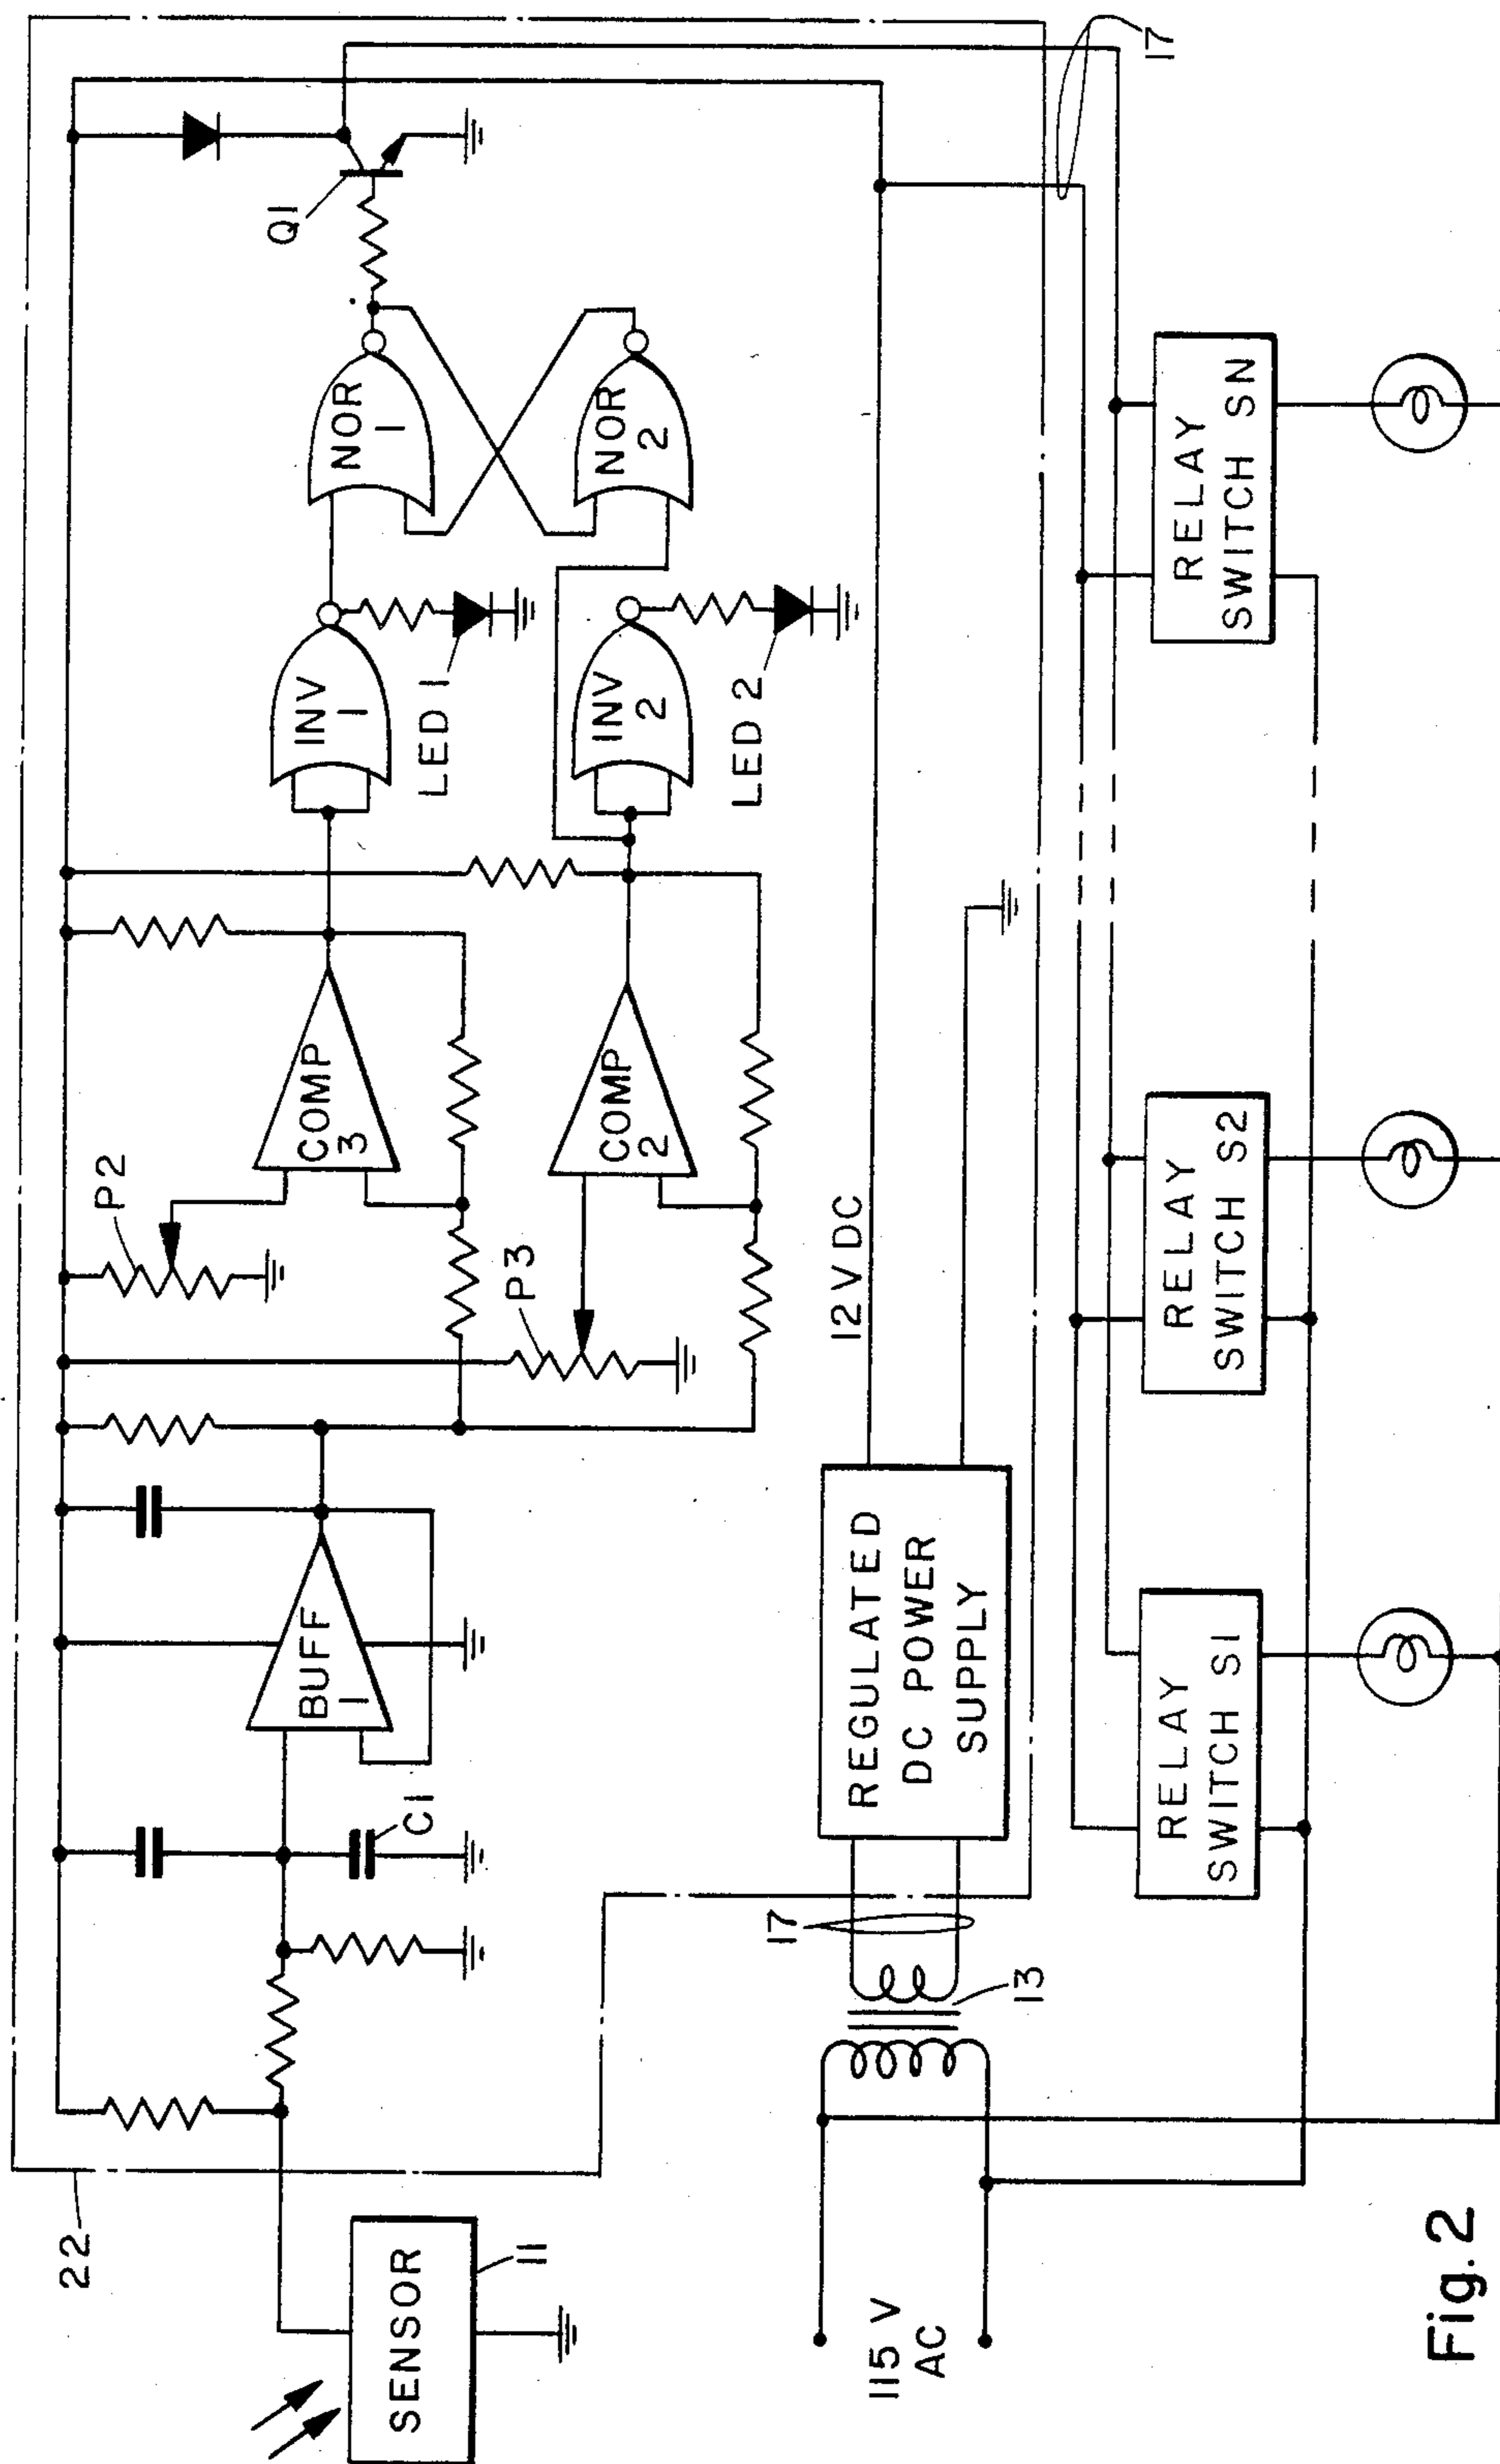 22
SENSOR
11
C1
BUFF
1
P2
P3
COMP
3
COMP
2
INV
1
LED 1
INV
2
LED 2
NOR
1
NOR
2
Q1
115 V
AC
13
17
REGULATED
DC POWER
SUPPLY
12 VDC
17
RELAY
SWITCH S1
RELAY
SWITCH S2
RELAY
SWITCH SN
Fig. 2